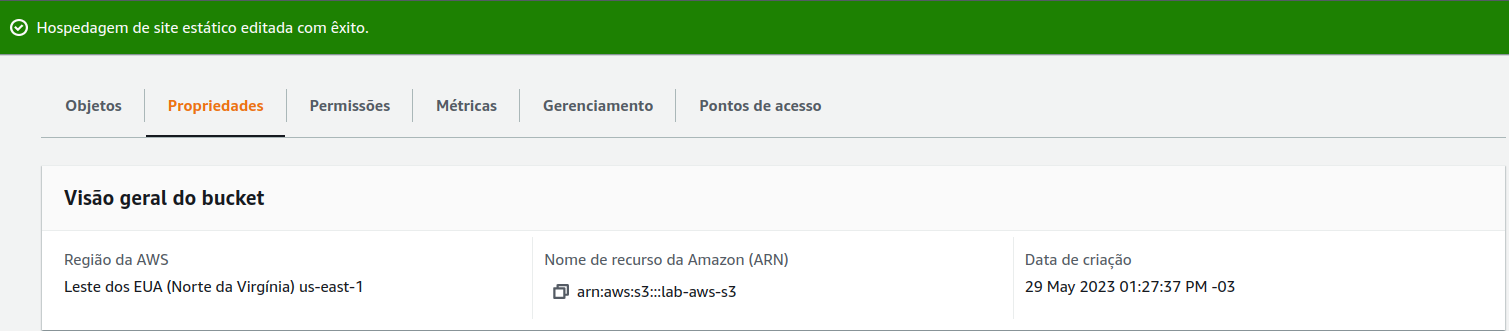 Hospedagem de site estático editada com êxito.
Objetos
Propriedades
Permissões
Métricas
Gerenciamento
Pontos de acesso
Visão geral do bucket
Região da AWS
Leste dos EUA (Norte da Virgínia) us-east-1
Nome de recurso da Amazon (ARN)
arn:aws:s3:::lab-aws-s3
Data de criação
29 May 2023 01:27:37 PM -03